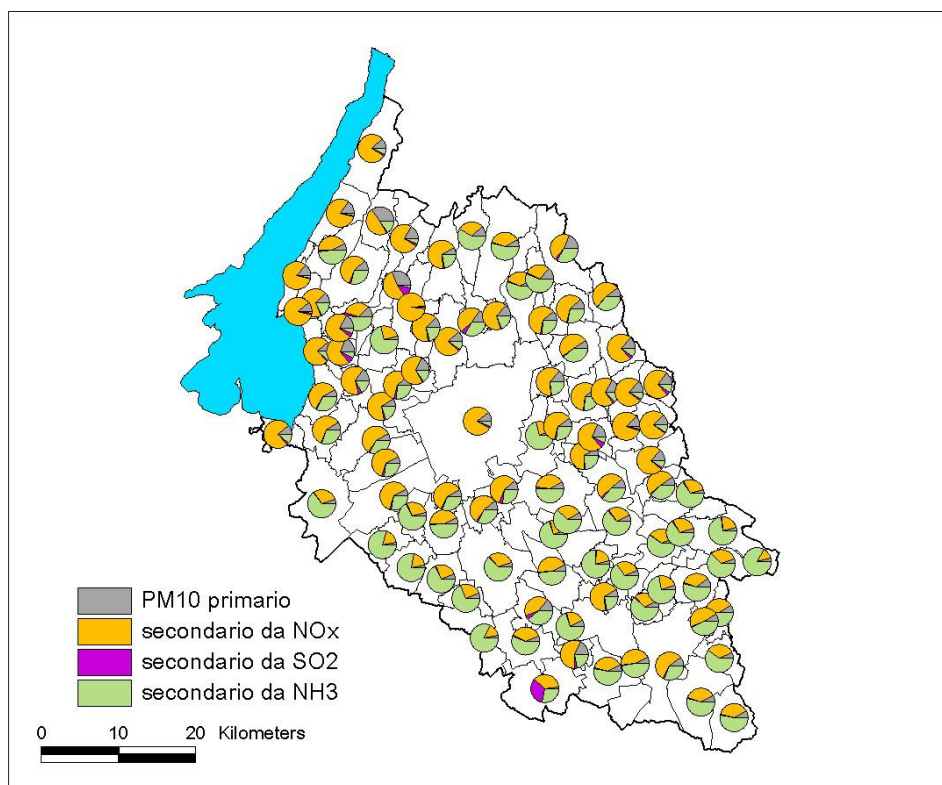 PM10 primario
secondario da NOx
secondario da SO2
secondario da NH3
0 10 20 Kilometers